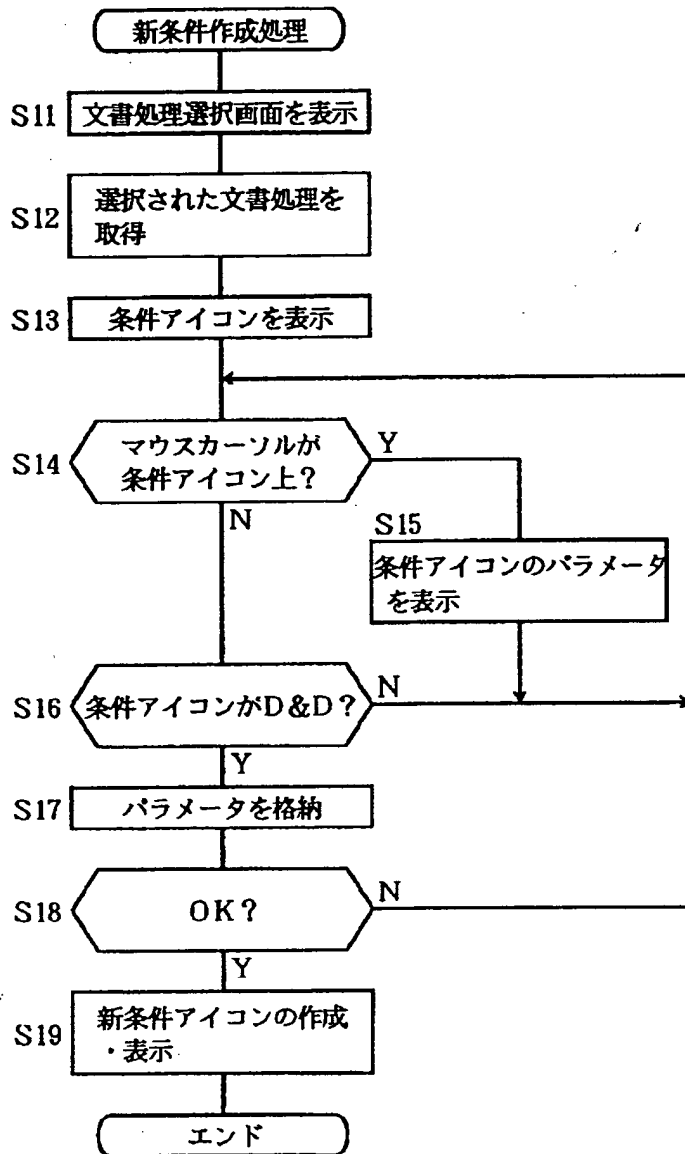 新条件作成処理
S11
文書処理選択画面を表示
S12
選択された文書処理を
取得
S13
条件アイコンを表示
S14
マウスカーソルが
条件アイコン上?
Y
N
S15
条件アイコンのパラメータ
を表示
S16
条件アイコンがD&D?
N
Y
S17
パラメータを格納
S18
OK?
N
Y
S19
新条件アイコンの作成
・表示
エンド